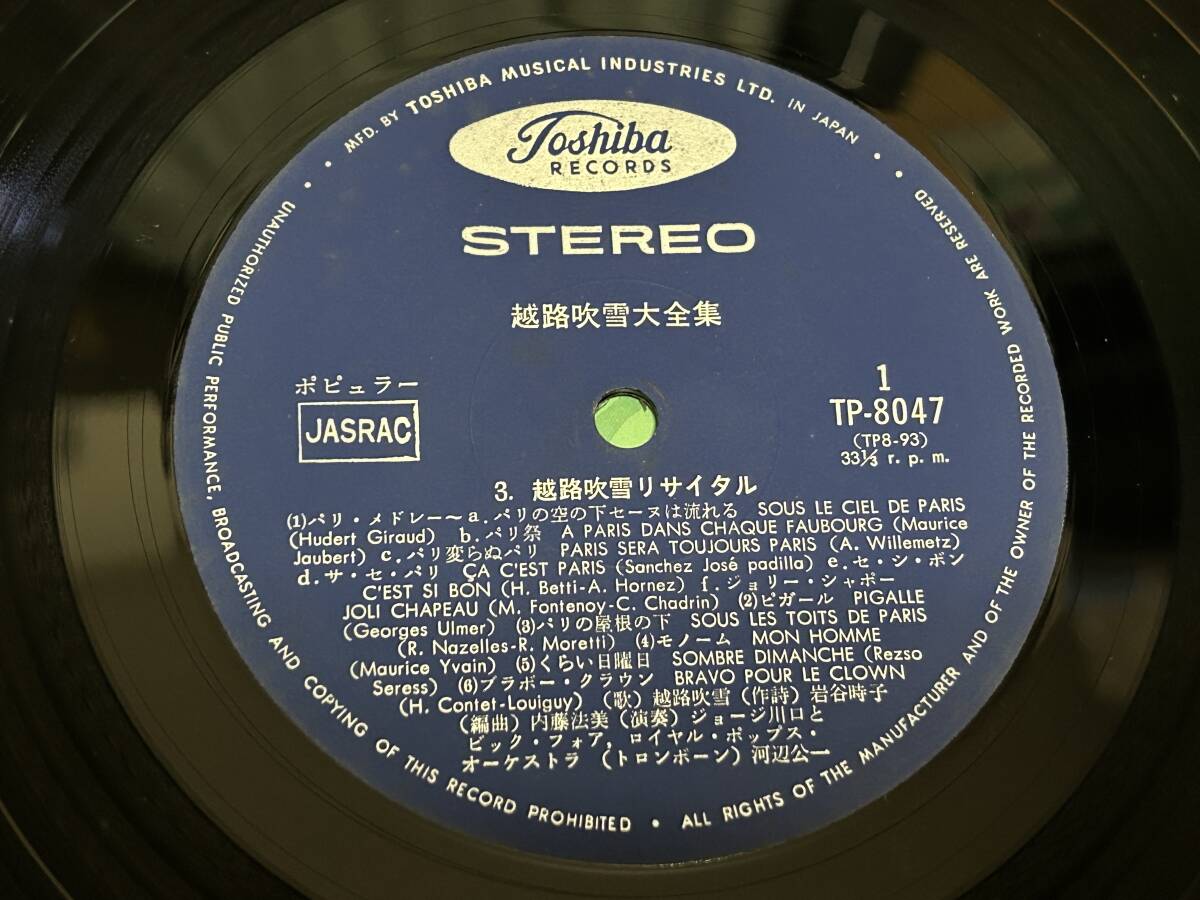 MFD. BY TOSHIBA MUSICAL INDUSTRIES LTD. IN JAPAN
Toshiba
RECORDS
STEREO
越路吹雪大全集
ポピュラー
JASRAC
1
TP-8047
(TP8-93)
33⅓ r. p. m.
3. 越路吹雪リサイタル
(1)パリ・メドレー〜a.パリの空の下セーヌは流れる SOUS LE CIEL DE PARIS
(Hudert Giraud) b.パリ祭 A PARIS DANS CHAQUE FAUBOURG (Maurice
Jaubert) c.パリ変らぬパリ PARIS SERA TOUJOURS PARIS (A. Willemetz)
d.サ・セ・パリ ÇA C'EST PARIS (Sanchez José padilla) e.セ・シ・ボン
C'EST SI BON (H. Betti-A. Hornez) f.ジョリー・シャポー
JOLI CHAPEAU (M. Fontenoy-C. Chadrin) (2)ピガール PIGALLE
(Georges Ulmer) (3)パリの屋根の下 SOUS LES TOITS DE PARIS
(R. Nazelles-R. Moretti) (4)モノーム MON HOMME
(Maurice Yvain) (5)くらい日曜日 SOMBRE DIMANCHE (Rezso
Seress) (6)ブラボー・クラウン BRAVO POUR LE CLOWN
(H. Contet-Louiguy) (歌)越路吹雪(作詩)岩谷時子
(編曲)内藤法美(演奏)ジョージ川口と
ビック・フォア, ロイヤル・ポップス・
オーケストラ (トロンボーン)河辺公一
UNAUTHORIZED PUBLIC PERFORMANCE, BROADCASTING AND COPYING OF THIS RECORD PROHIBITED • ALL RIGHTS OF THE MANUFACTURER AND OF THE OWNER OF THE RECORDED WORK ARE RESERVED